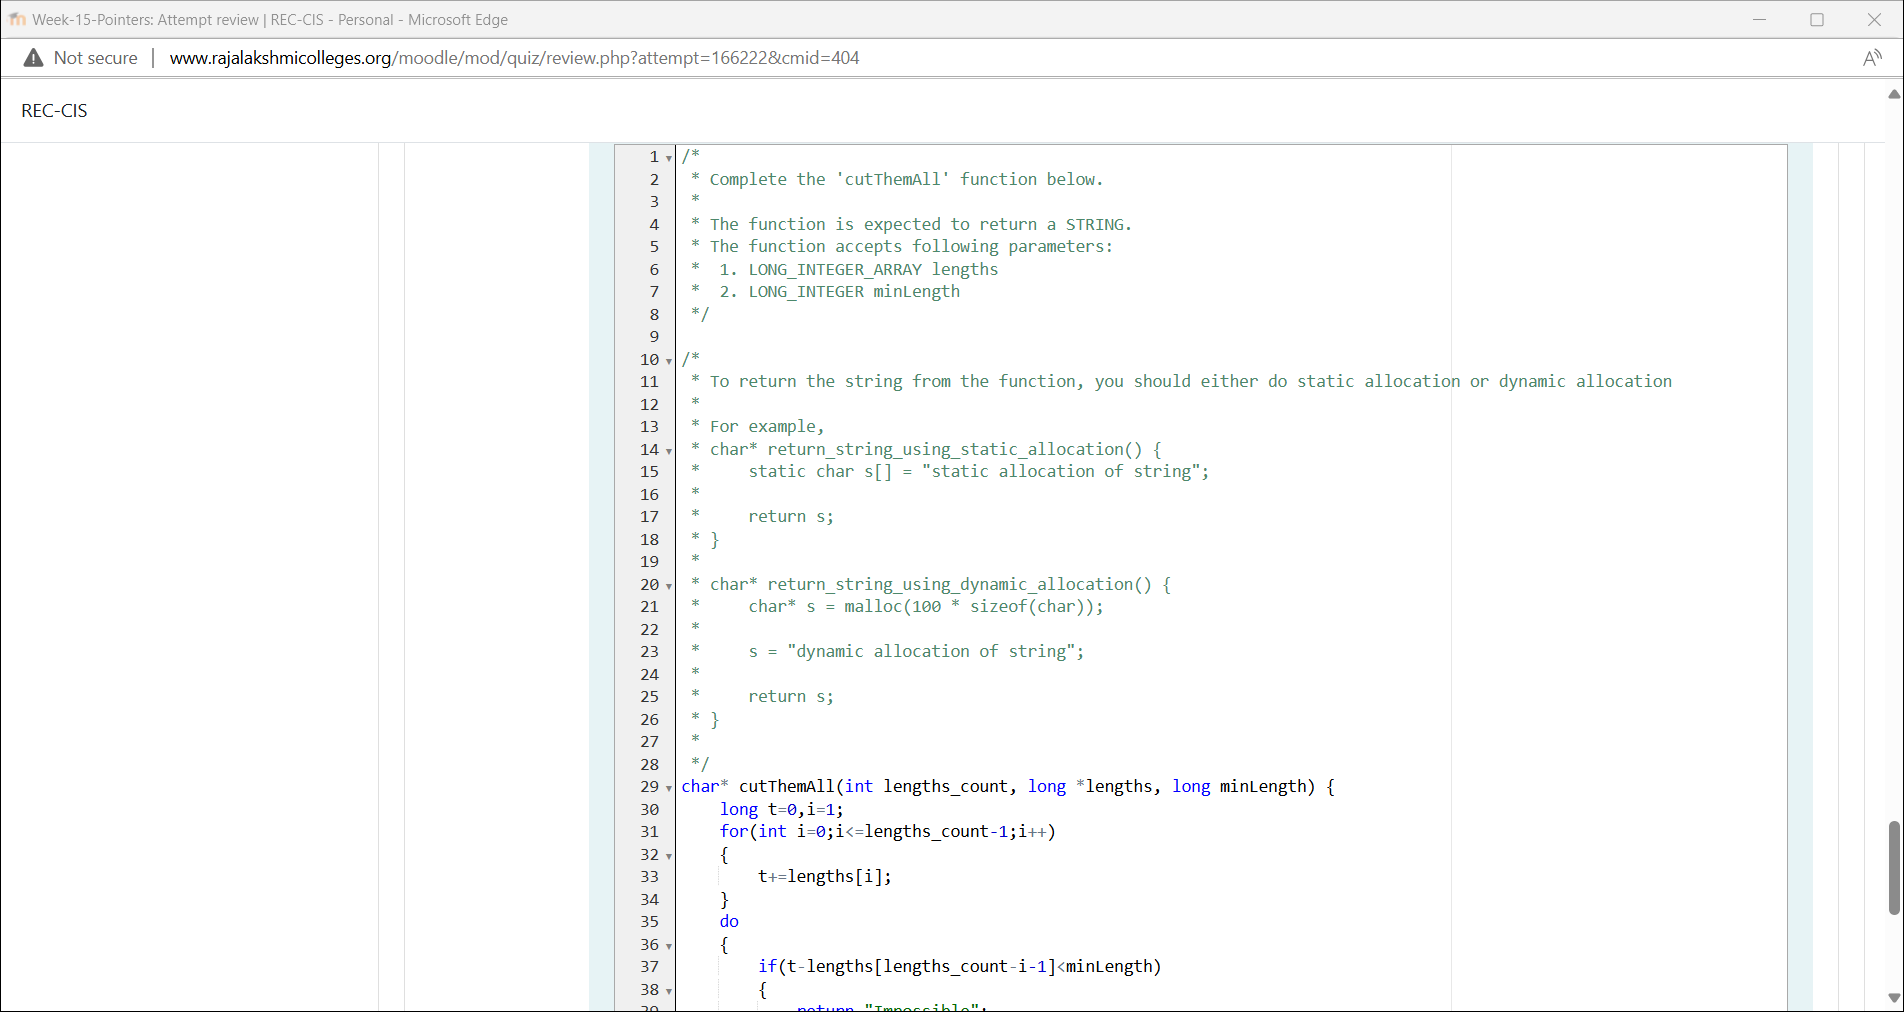 Week-15-Pointers: Attempt review | REC-CIS - Personal - Microsoft Edge
Not secure | www.rajalakshmicolleges.org/moodle/mod/quiz/review.php?attempt=166222&cmid=404
REC-CIS
1 /*
2  * Complete the 'cutThemAll' function below.
3  *
4  * The function is expected to return a STRING.
5  * The function accepts following parameters:
6  *  1. LONG_INTEGER_ARRAY lengths
7  *  2. LONG_INTEGER minLength
8  */
9
10 /*
11  * To return the string from the function, you should either do static allocation or dynamic allocation
12  *
13  * For example,
14  * char* return_string_using_static_allocation() {
15  *     static char s[] = "static allocation of string";
16  *
17  *     return s;
18  * }
19  *
20  * char* return_string_using_dynamic_allocation() {
21  *     char* s = malloc(100 * sizeof(char));
22  *
23  *     s = "dynamic allocation of string";
24  *
25  *     return s;
26  * }
27  *
28  */
29 char* cutThemAll(int lengths_count, long *lengths, long minLength) {
30     long t=0,i=1;
31     for(int i=0;i<=lengths_count-1;i++)
32     {
33         t+=lengths[i];
34     }
35     do
36     {
37         if(t-lengths[lengths_count-i-1]<minLength)
38         {
39             return "Impossible";